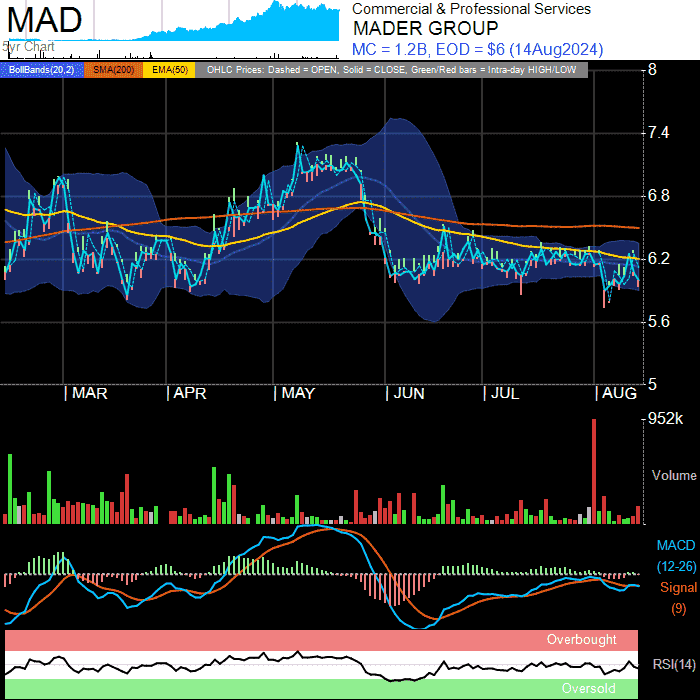 MAD
5yr Chart
Commercial & Professional Services
MADER GROUP
MC = 1.2B, EOD = $6 (14Aug2024)
BollBands(20,2) SMA(200) EMA(50) OHLC Prices: Dashed = OPEN, Solid = CLOSE, Green/Red bars = Intra-day HIGH/LOW
8
7.4
6.8
6.2
5.6
5
| MAR | APR | MAY | JUN | JUL | AUG
952k
Volume
MACD
(12-26)
Signal
(9)
Overbought
RSI(14)
Oversold